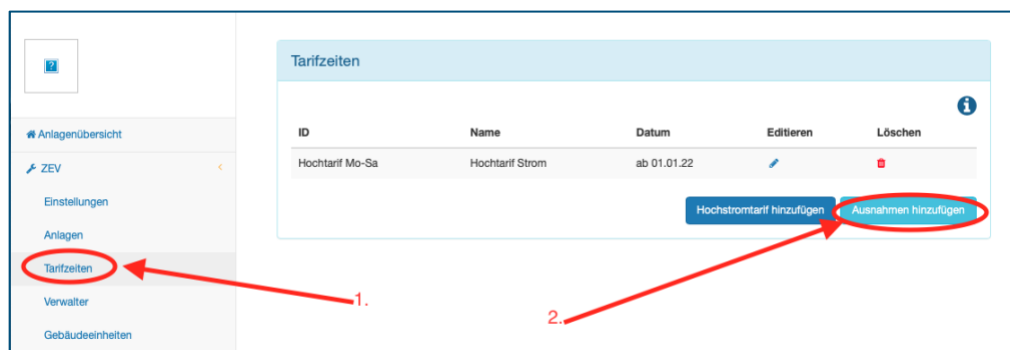 Anlagenübersicht
ZEV
Einstellungen
Anlagen
Tarifzeiten
Verwalter
Gebäudeeinheiten
Tarifzeiten
ID Name Datum Editieren Löschen
Hochtarif Mo-Sa Hochtarif Strom ab 01.01.22
Hochstromtarif hinzufügen Ausnahmen hinzufügen
1.
2.